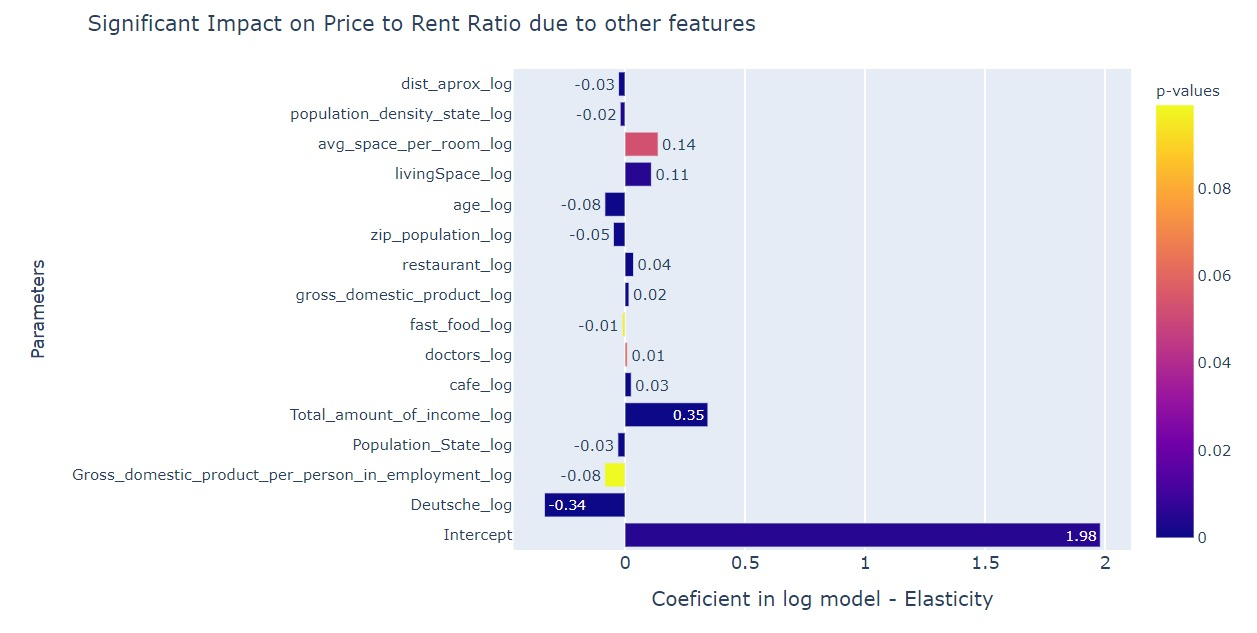 Significant Impact on Price to Rent Ratio due to other features
p-values
dist_aprox_log -0.03
population_density_state_log -0.02
avg_space_per_room_log 0.14
livingSpace_log 0.11
age_log -0.08
zip_population_log -0.05
restaurant_log 0.04
gross_domestic_product_log 0.02
fast_food_log -0.01
doctors_log 0.01
cafe_log 0.03
Total_amount_of_income_log 0.35
Population_State_log -0.03
Gross_domestic_product_per_person_in_employment_log -0.08
Deutsche_log -0.34
Intercept 1.98
Parameters
0 0.5 1 1.5 2
Coeficient in log model - Elasticity
0.08
0.06
0.04
0.02
0